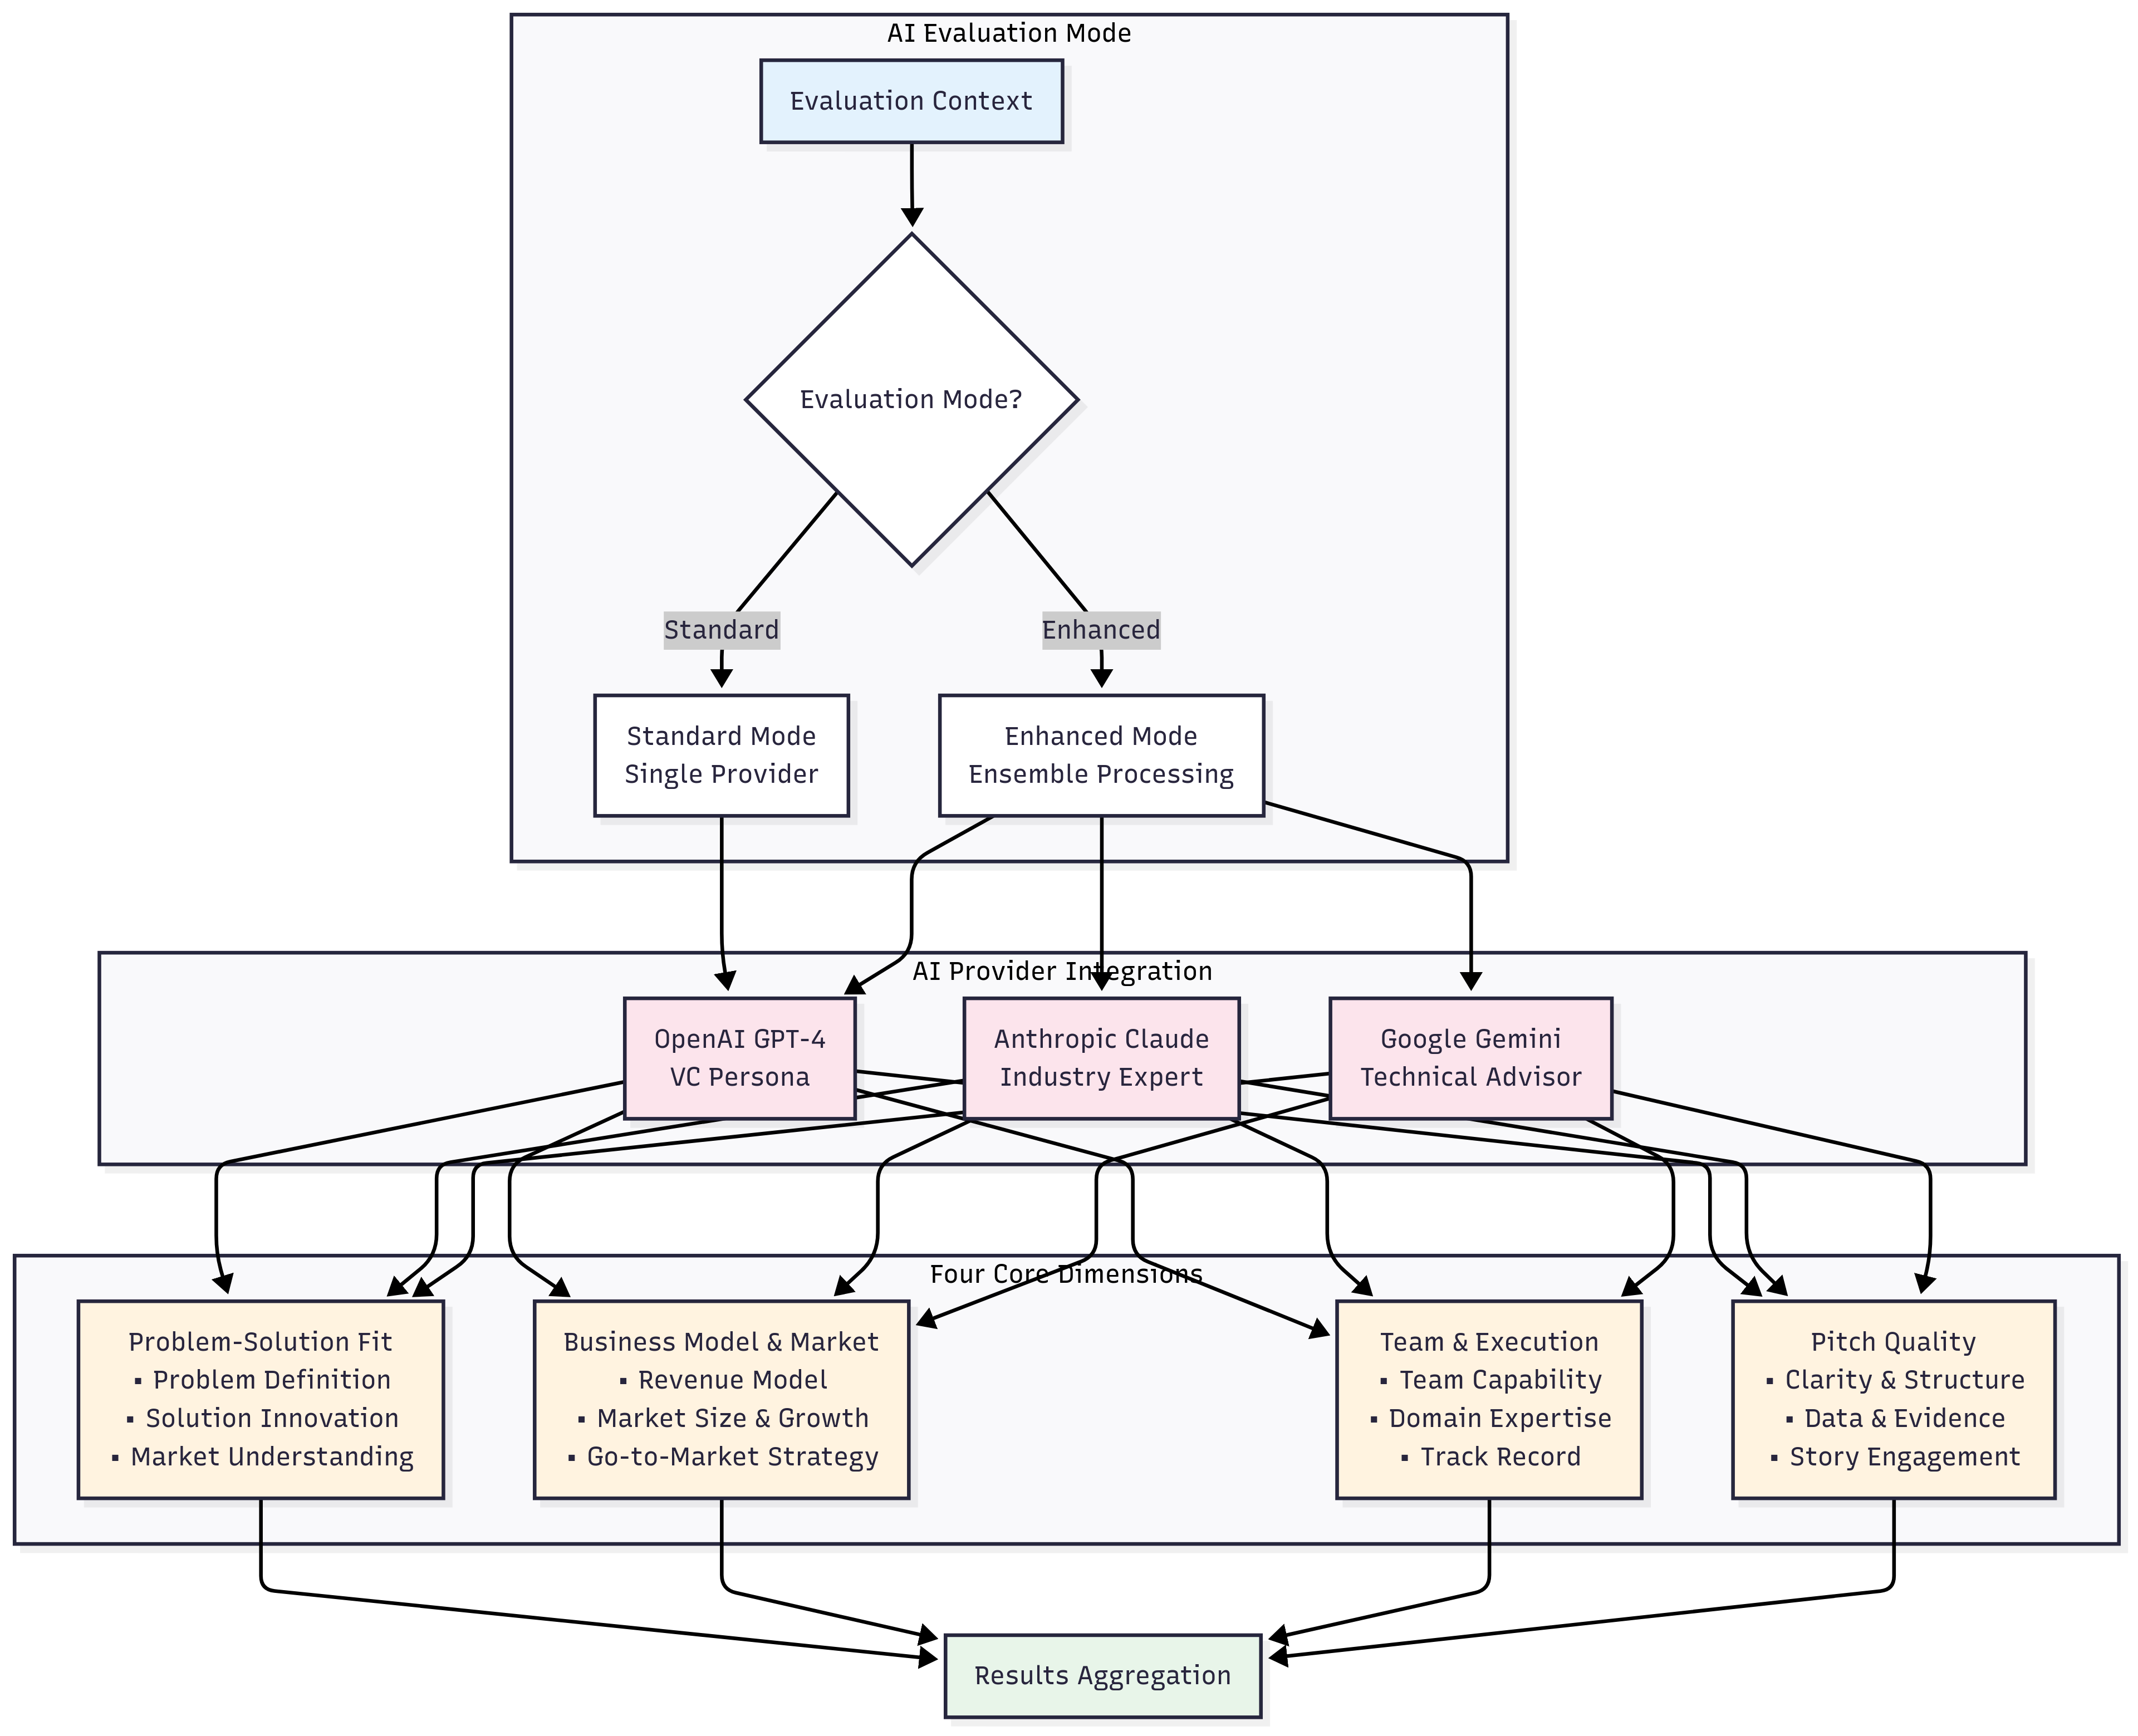 AI Evaluation Mode
Evaluation Context
Evaluation Mode?
Standard
Enhanced
Standard Mode
Single Provider
Enhanced Mode
Ensemble Processing
AI Provider Integration
OpenAI GPT-4
VC Persona
Anthropic Claude
Industry Expert
Google Gemini
Technical Advisor
Four Core Dimensions
Problem-Solution Fit
▪ Problem Definition
▪ Solution Innovation
▪ Market Understanding
Business Model & Market
▪ Revenue Model
▪ Market Size & Growth
▪ Go-to-Market Strategy
Team & Execution
▪ Team Capability
▪ Domain Expertise
▪ Track Record
Pitch Quality
▪ Clarity & Structure
▪ Data & Evidence
▪ Story Engagement
Results Aggregation